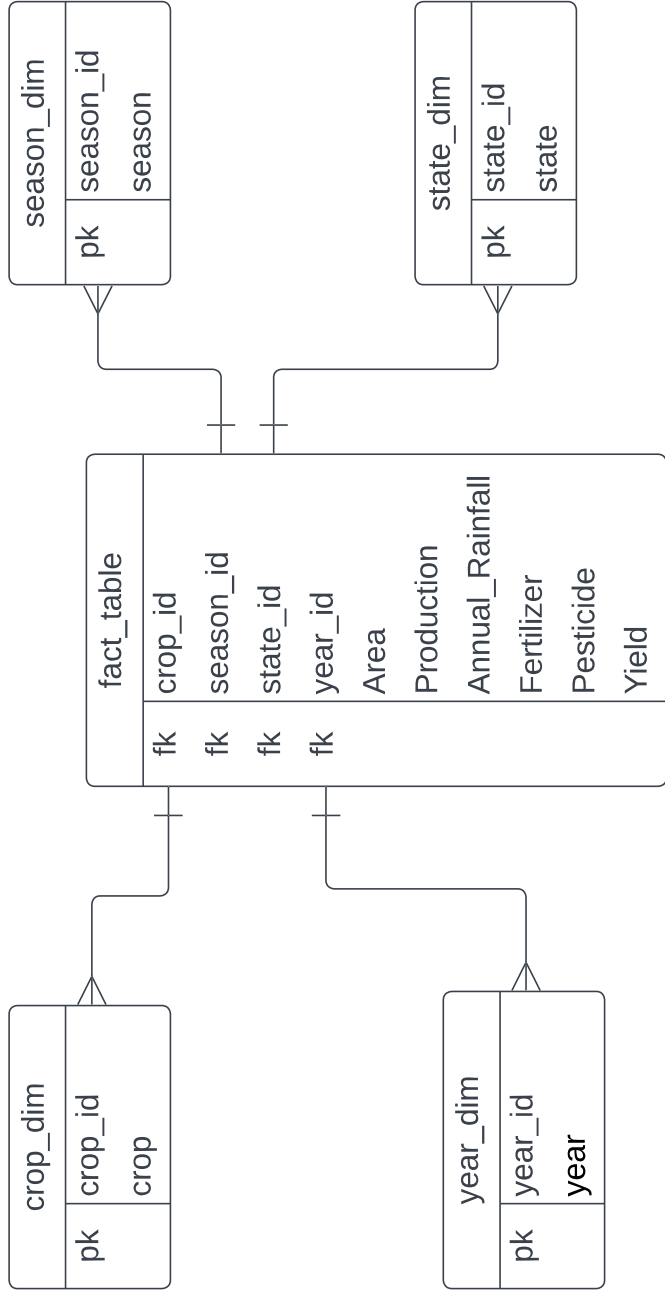 crop_dim
pk crop_id
crop
year_dim
pk year_id
year
fact_table
fk crop_id
fk season_id
fk state_id
fk year_id
Area
Production
Annual_Rainfall
Fertilizer
Pesticide
Yield
season_dim
pk season_id
season
state_dim
pk state_id
state